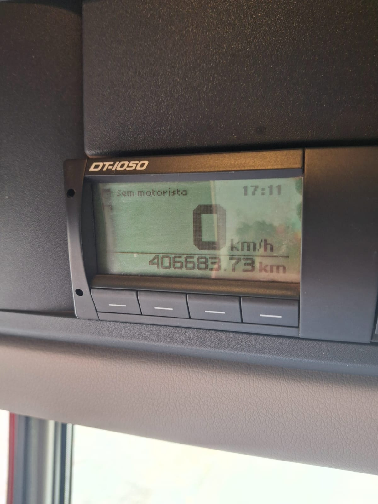 DT-1050
Sem motorista 17:11
0 km/h
406683.73 km